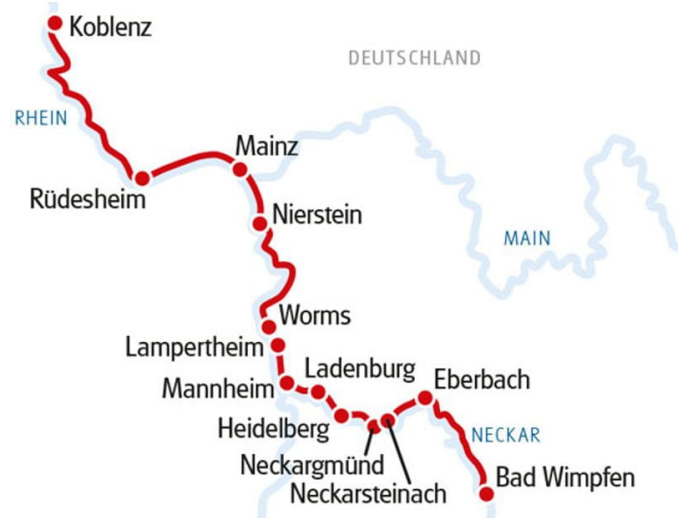 Koblenz
DEUTSCHLAND
RHEIN
Mainz
Rüdesheim
Nierstein
MAIN
Worms
Lampertheim
Ladenburg
Mannheim
Eberbach
Heidelberg
NECKAR
Neckargmünd
Bad Wimpfen
Neckarsteinach